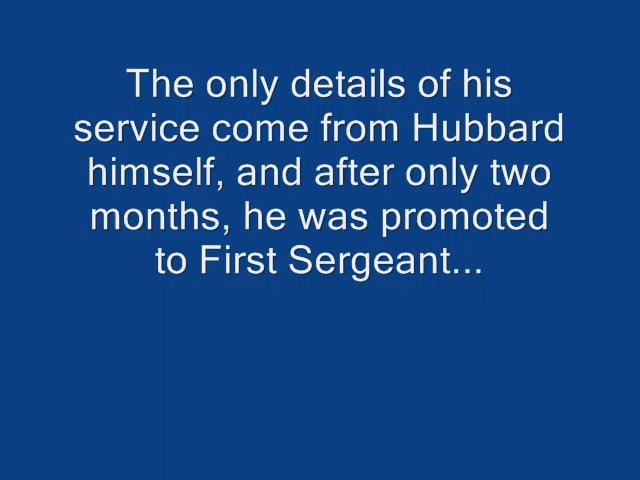 The only details of his
service come from Hubbard
himself, and after only two
months, he was promoted
to First Sergeant...